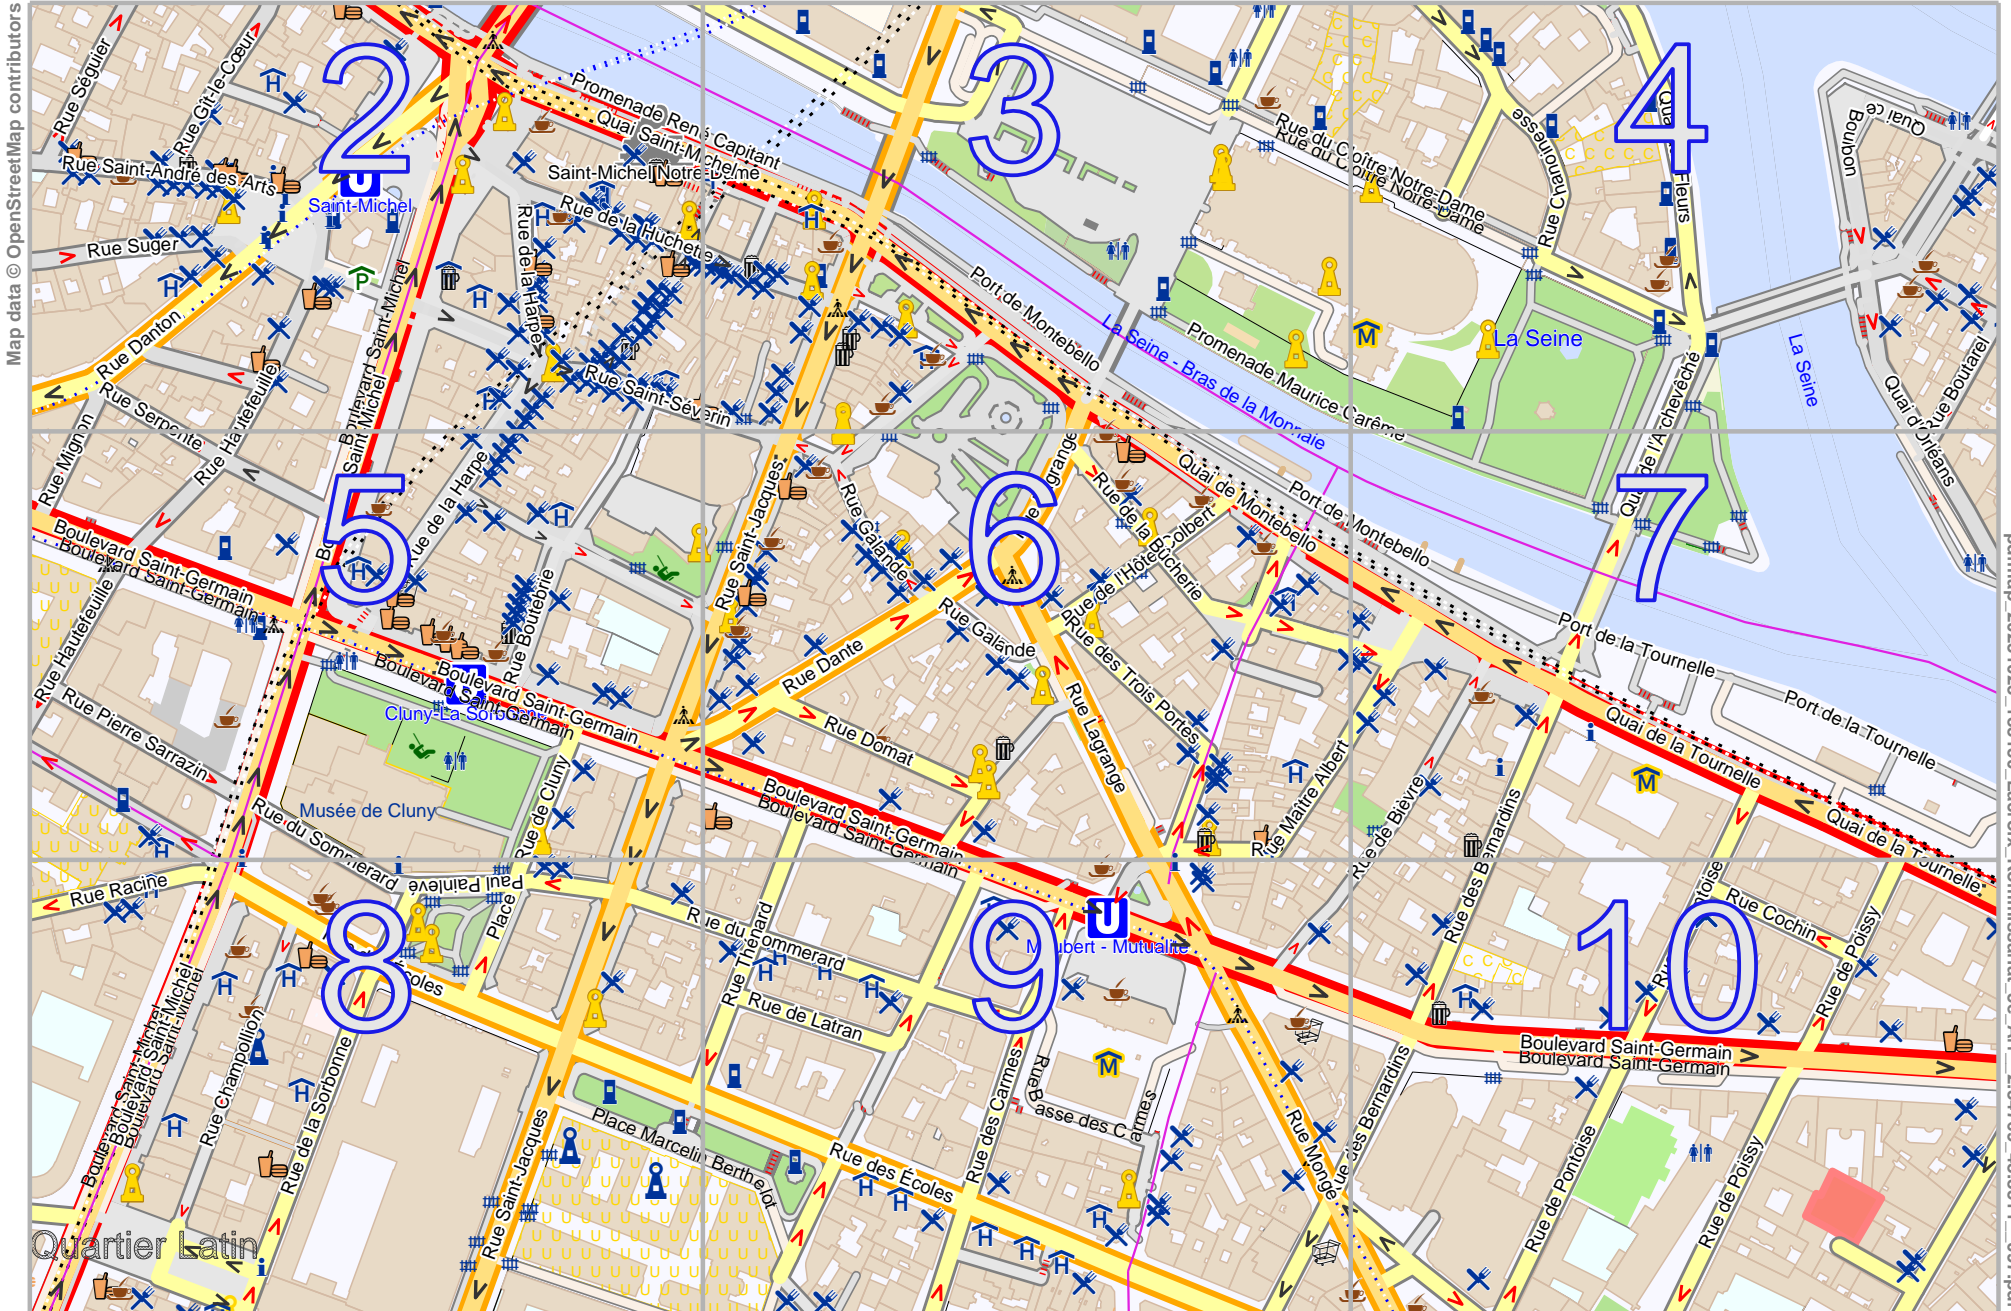 Map data © OpenStreetMap contributors
2
3
4
5
6
7
8
9
10
Rue Séguier
Rue Gît-le-Cœur
Rue Saint-André des Arts
Rue Suger
Rue Danton
Saint-Michel
Promenade René Capitant
Quai Saint-Michel
Saint-Michel Notre-Dame
Rue de la Huchette
Rue de la Harpe
Rue Saint-Séverin
Boulevard Saint-Michel
Rue Hautefeuille
Rue Serpente
Rue Mignon
Rue Hautefeuille
Rue du Cloître Notre-Dame
Rue du Cloître Notre-Dame
Rue Chanoinesse
Port de Montebello
La Seine - Bras de la Monnaie
Promenade Maurice Carême
La Seine
La Seine
Quai de l'Archevêché
Quai d'Orléans
Rue Boutarel
Boulevard Saint-Germain
Boulevard Saint-Germain
Rue de la Harpe
Rue Boutebrie
Rue Saint-Jacques
Rue Galande
Rue Galande
Rue Dante
Rue Domat
Rue Lagrange
Rue de la Bûcherie
Rue de l'Hôtel Colbert
Rue des Trois Portes
Quai de Montebello
Port de Montebello
Port de la Tournelle
Port de la Tournelle
Quai de la Tournelle
Quai de la Tournelle
Rue Maître Albert
Rue de Bièvre
Rue des Bernardins
Rue Hautefeuille
Rue Pierre Sarrazin
Boulevard Saint-Germain
Boulevard Saint-Germain
Cluny-La Sorbonne
Musée de Cluny
Rue de Cluny
Rue du Sommerard
Boulevard Saint-Germain
Boulevard Saint-Germain
Rue Racine
Place Paul Painlevé
Rue du Sommerard
Rue Thénard
Rue de Latran
Maubert - Mutualité
Rue Cochin
Rue de Poissy
Boulevard Saint-Michel
Boulevard Saint-Michel
Rue Champollion
Rue de la Sorbonne
Rue Saint-Jacques
Place Marcelin Berthelot
Rue des Écoles
Rue des Carmes
Rue Basse des Carmes
Rue Monge
Rue des Bernardins
Boulevard Saint-Germain
Boulevard Saint-Germain
Rue de Pontoise
Rue de Poissy
Quartier Latin